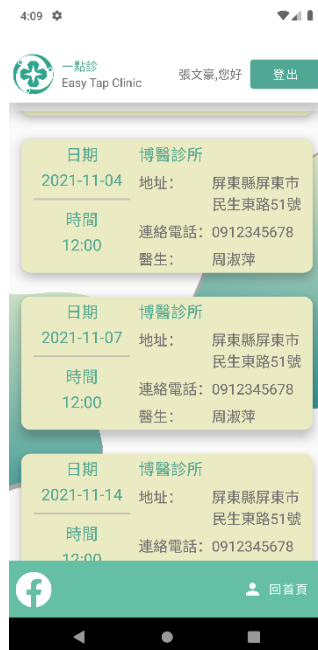 4:09
一點診
Easy Tap Clinic
張文豪,您好
登出
日期
2021-11-04
時間
12:00
博醫診所
地址：
屏東縣屏東市
民生東路51號
連絡電話：0912345678
醫生：
周淑萍
日期
2021-11-07
時間
12:00
博醫診所
地址：
屏東縣屏東市
民生東路51號
連絡電話：0912345678
醫生：
周淑萍
日期
2021-11-14
時間
12:00
博醫診所
地址：
屏東縣屏東市
民生東路51號
連絡電話：0912345678
回首頁